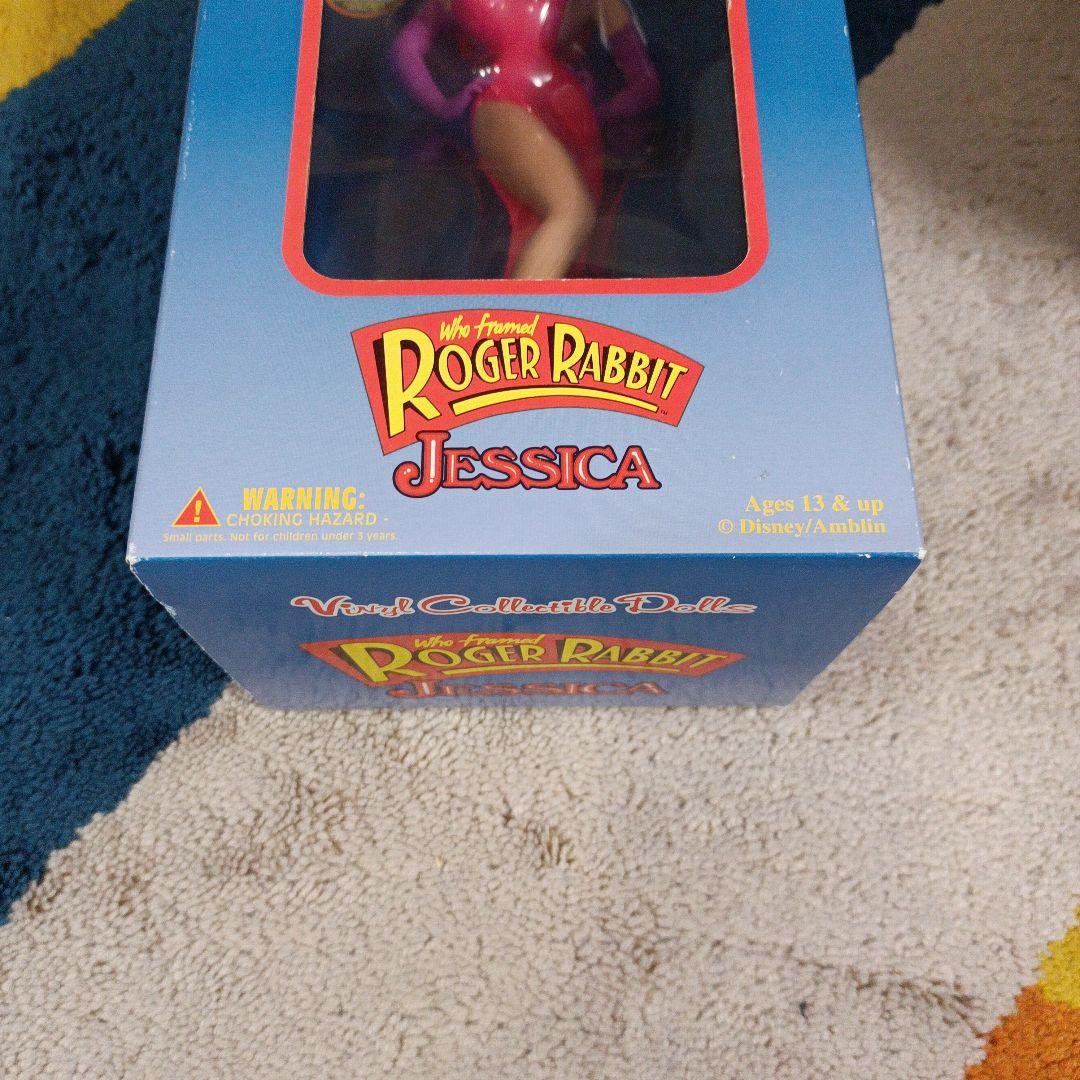 Who framed
ROGER RABBIT™
JESSICA
WARNING:
CHOKING HAZARD -
Small parts. Not for children under 3 years.
Ages 13 & up
© Disney/Amblin
Vinyl Collectible Dolls
Who framed
ROGER RABBIT
JESSICA